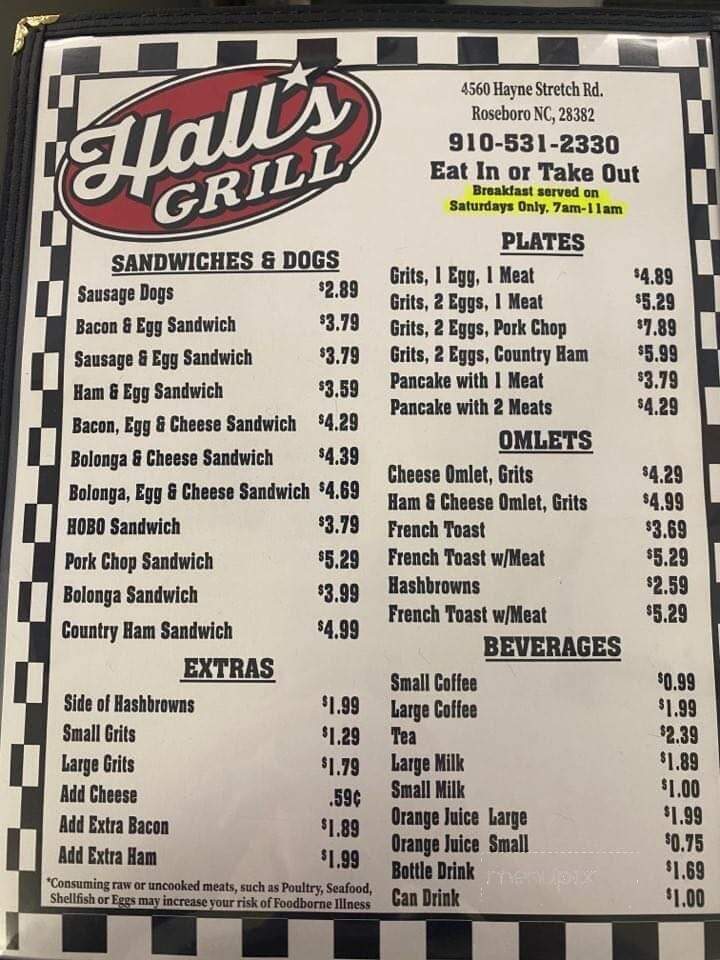 Hall's
GRILL
4560 Hayne Stretch Rd.
Roseboro NC, 28382
910-531-2330
Eat In or Take Out
Breakfast served on
Saturdays Only, 7am-11am
SANDWICHES & DOGS
Sausage Dogs $2.89
Bacon & Egg Sandwich $3.79
Sausage & Egg Sandwich $3.79
Ham & Egg Sandwich $3.59
Bacon, Egg & Cheese Sandwich $4.29
Bolonga & Cheese Sandwich $4.39
Bolonga, Egg & Cheese Sandwich $4.69
HOBO Sandwich $3.79
Pork Chop Sandwich $5.29
Bolonga Sandwich $3.99
Country Ham Sandwich $4.99
EXTRAS
Side of Hashbrowns $1.99
Small Grits $1.29
Large Grits $1.79
Add Cheese .59¢
Add Extra Bacon $1.89
Add Extra Ham $1.99
*Consuming raw or uncooked meats, such as Poultry, Seafood,
Shellfish or Eggs may increase your risk of Foodborne Illness
PLATES
Grits, 1 Egg, 1 Meat $4.89
Grits, 2 Eggs, 1 Meat $5.29
Grits, 2 Eggs, Pork Chop $7.89
Grits, 2 Eggs, Country Ham $5.99
Pancake with 1 Meat $3.79
Pancake with 2 Meats $4.29
OMLETS
Cheese Omlet, Grits $4.29
Ham & Cheese Omlet, Grits $4.99
French Toast $3.69
French Toast w/Meat $5.29
Hashbrowns $2.59
French Toast w/Meat $5.29
BEVERAGES
Small Coffee $0.99
Large Coffee $1.99
Tea $2.39
Large Milk $1.89
Small Milk $1.00
Orange Juice Large $1.99
Orange Juice Small $0.75
Bottle Drink $1.69
Can Drink $1.00
menupix